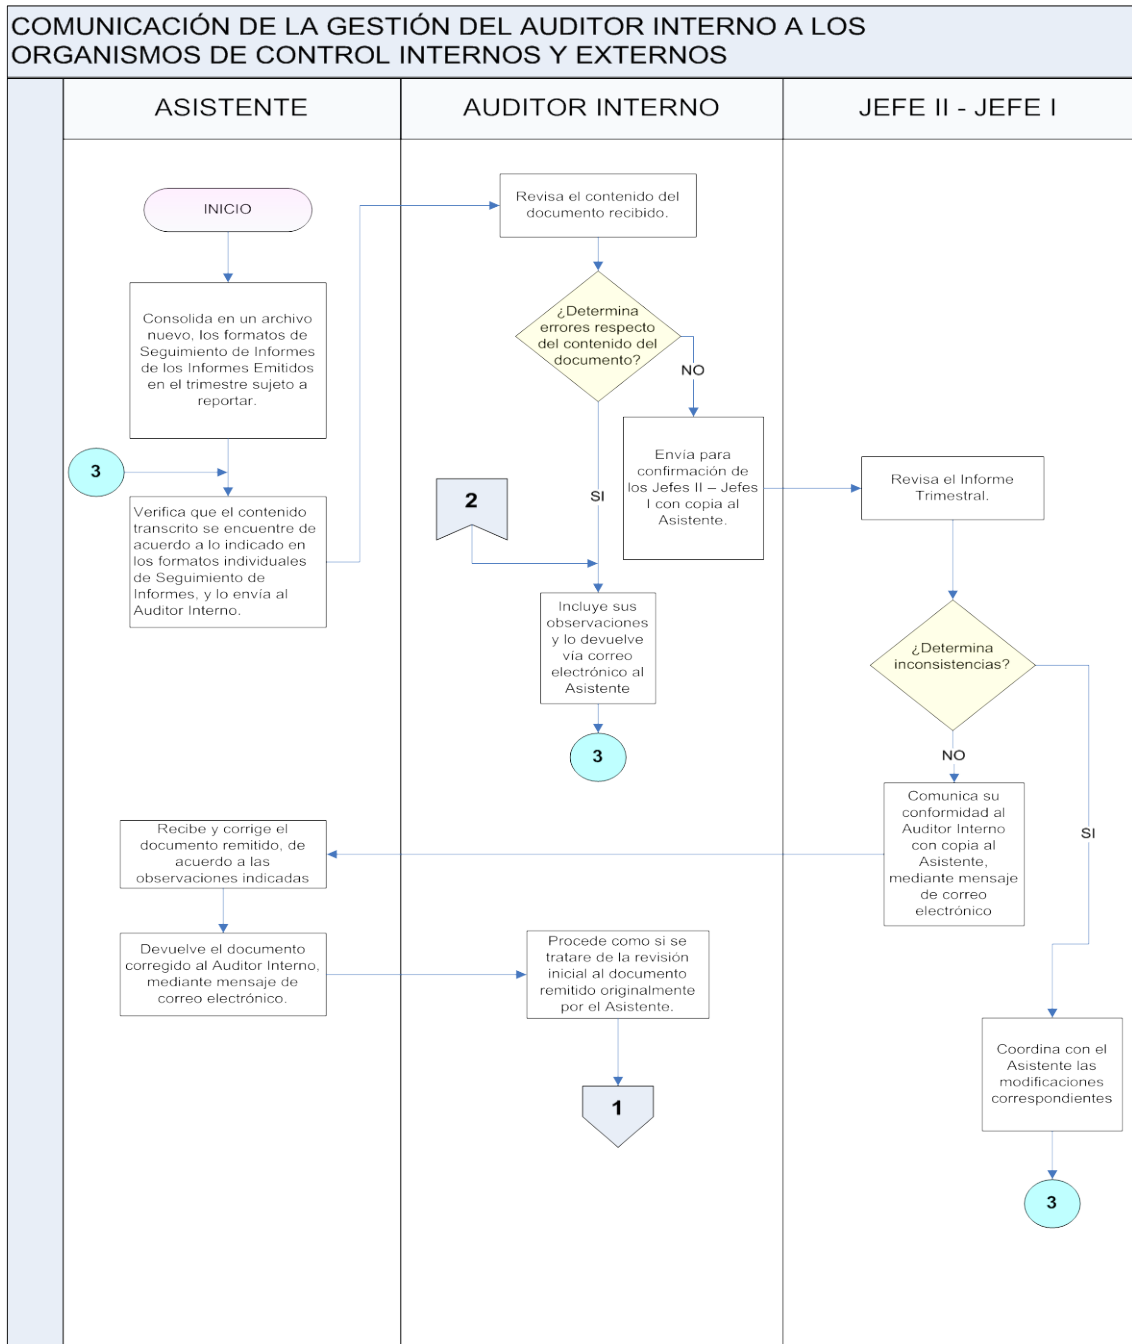 COMUNICACIÓN DE LA GESTIÓN DEL AUDITOR INTERNO A LOS
ORGANISMOS DE CONTROL INTERNOS Y EXTERNOS
ASISTENTE
AUDITOR INTERNO
JEFE II - JEFE I
INICIO
Consolida en un archivo
nuevo, los formatos de
Seguimiento de Informes
de los Informes Emitidos
en el trimestre sujeto a
reportar.
3
Verifica que el contenido
transcrito se encuentre de
acuerdo a lo indicado en
los formatos individuales
de Seguimiento de
Informes, y lo envía al
Auditor Interno.
Revisa el contenido del
documento recibido.
¿Determina
errores respecto
del contenido del
documento?
NO
SI
Envía para
confirmación de
los Jefes II – Jefes
I con copia al
Asistente.
2
Incluye sus
observaciones
y lo devuelve
vía correo
electrónico al
Asistente
3
Revisa el Informe
Trimestral.
¿Determina
inconsistencias?
NO
SI
Comunica su
conformidad al
Auditor Interno
con copia al
Asistente,
mediante mensaje
de correo
electrónico
Recibe y corrige el
documento remitido, de
acuerdo a las
observaciones indicadas
Devuelve el documento
corregido al Auditor Interno,
mediante mensaje de
correo electrónico.
Procede como si se
tratare de la revisión
inicial al documento
remitido originalmente
por el Asistente.
1
Coordina con el
Asistente las
modificaciones
correspondientes
3